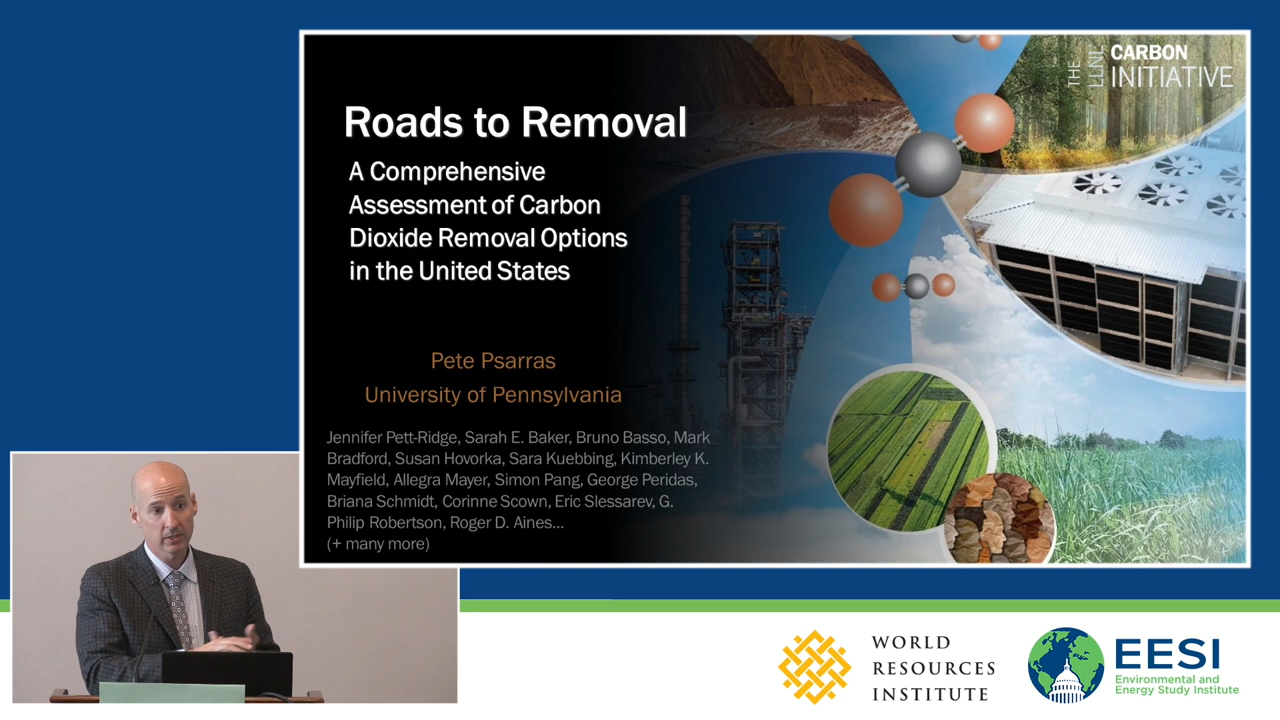 THE LLNL CARBON INITIATIVE
Roads to Removal
A Comprehensive
Assessment of Carbon
Dioxide Removal Options
in the United States
Pete Psarras
University of Pennsylvania
Jennifer Pett-Ridge, Sarah E. Baker, Bruno Basso, Mark
Bradford, Susan Hovorka, Sara Kuebbing, Kimberley K.
Mayfield, Allegra Mayer, Simon Pang, George Peridas,
Briana Schmidt, Corinne Scown, Eric Slessarev, G.
Philip Robertson, Roger D. Aines...
(+ many more)
WORLD
RESOURCES
INSTITUTE
EESI
Environmental and
Energy Study Institute